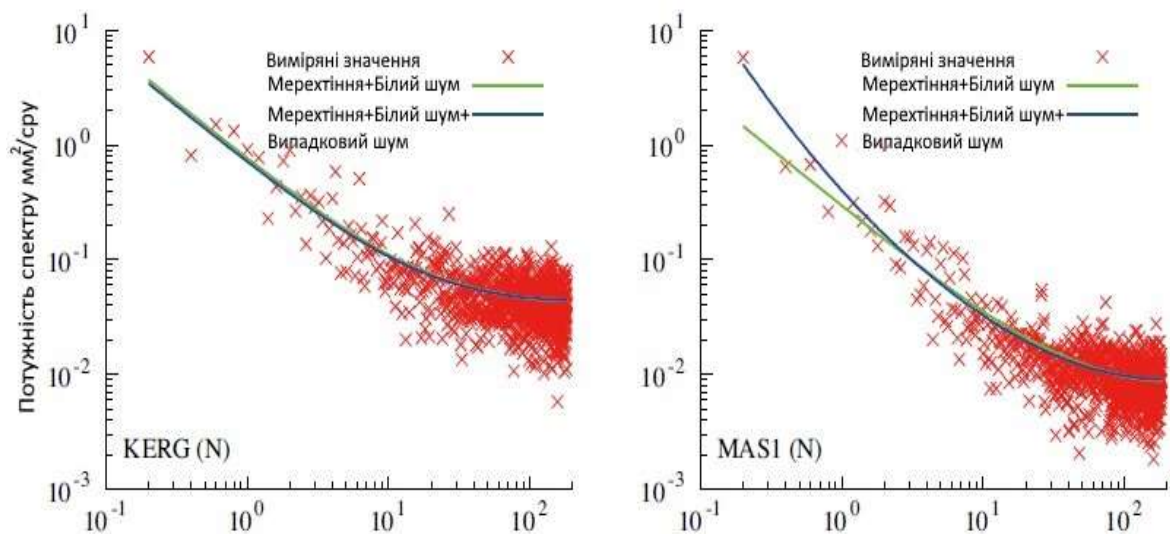 Потужність спектру мм²/cpy
10¹
10⁰
10⁻¹
10⁻²
10⁻³
Виміряні значення
Мерехтіння+Білий шум
Мерехтіння+Білий шум+
Випадковий шум
KERG (N)
10⁻¹ 10⁰ 10¹ 10²
10¹
10⁰
10⁻¹
10⁻²
10⁻³
Виміряні значення
Мерехтіння+Білий шум
Мерехтіння+Білий шум+
Випадковий шум
MAS1 (N)
10⁻¹ 10⁰ 10¹ 10²